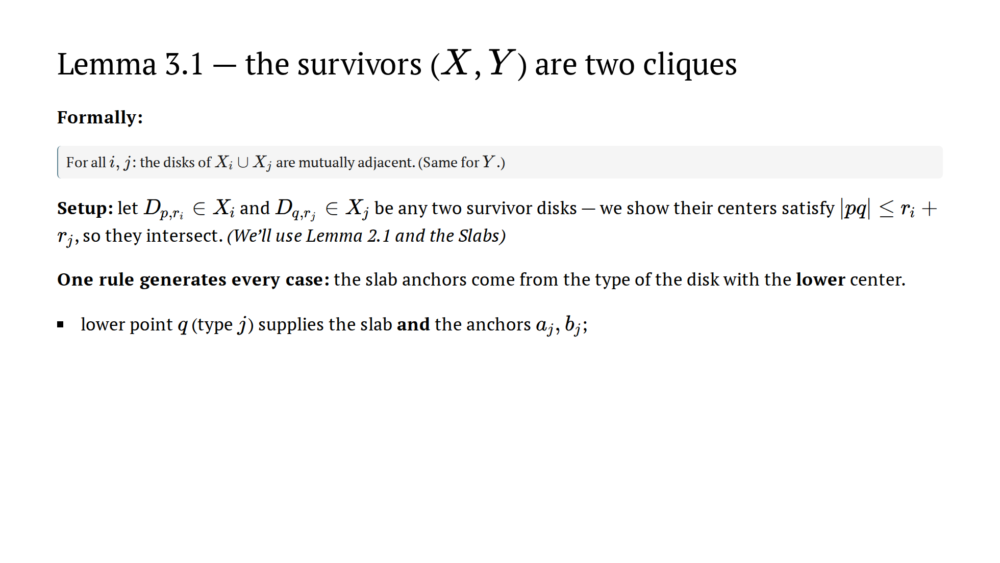 Lemma 3.1 — the survivors (X, Y) are two cliques
Formally:
For all i, j: the disks of X_i ∪ X_j are mutually adjacent. (Same for Y.)
Setup: let D_{p,r_i} ∈ X_i and D_{q,r_j} ∈ X_j be any two survivor disks — we show their centers satisfy |pq| ≤ r_i +
r_j, so they intersect. (We’ll use Lemma 2.1 and the Slabs)
One rule generates every case: the slab anchors come from the type of the disk with the lower center.
▪ lower point q (type j) supplies the slab and the anchors a_j, b_j;